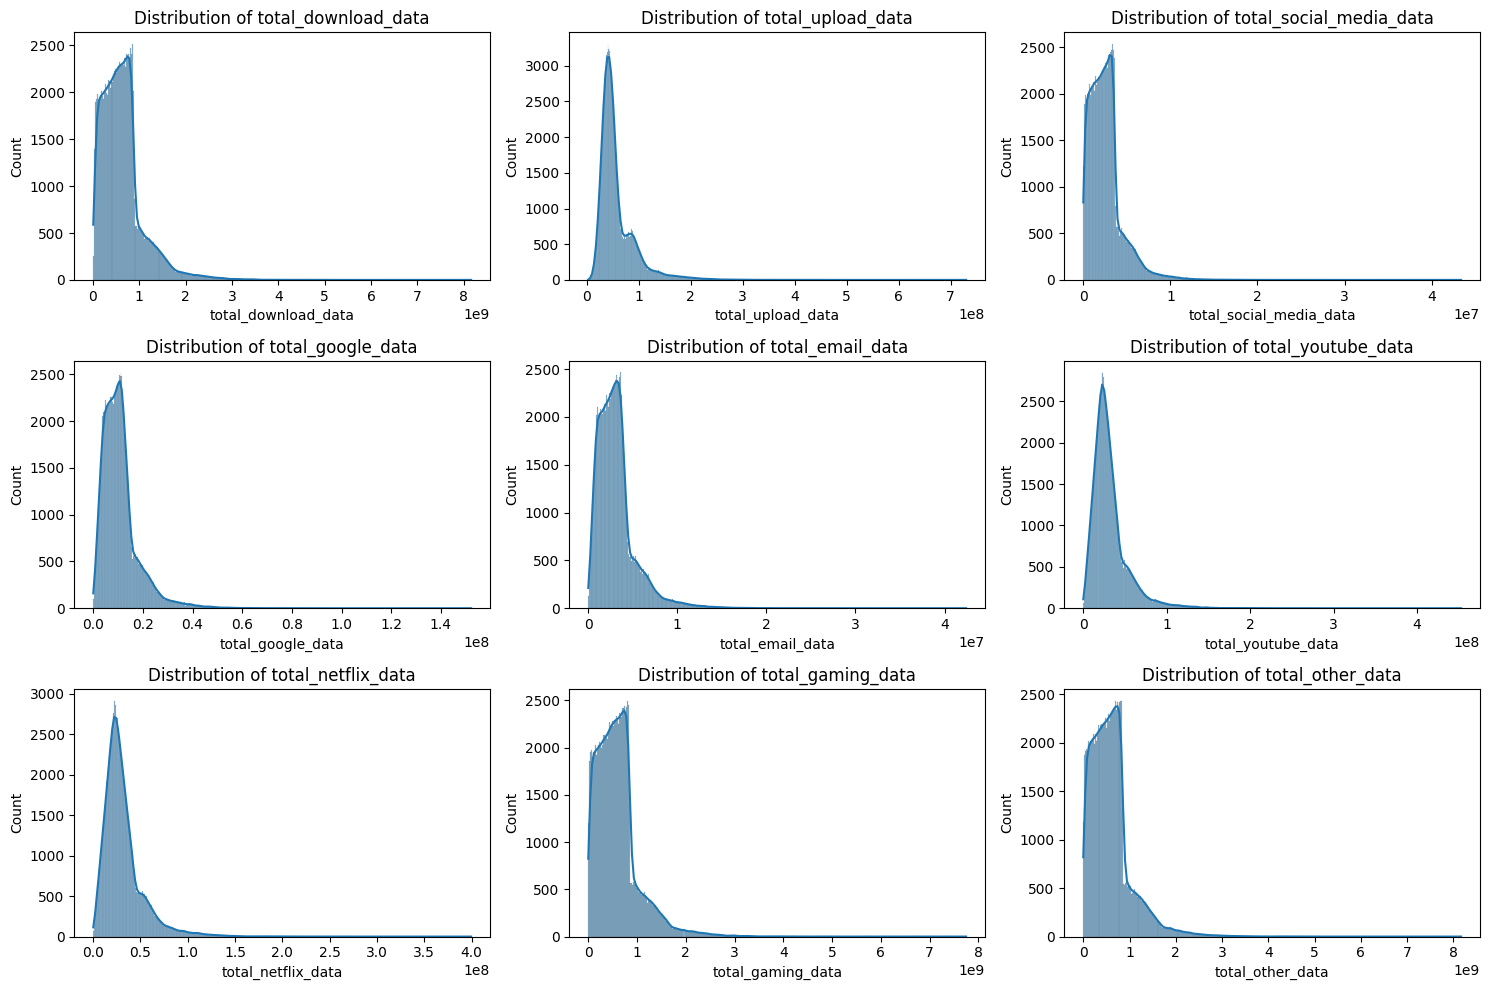 Distribution of total_download_data
Count
2500
2000
1500
1000
500
0
0 1 2 3 4 5 6 7 8
1e9
total_download_data
Distribution of total_upload_data
Count
3000
2500
2000
1500
1000
500
0
0 1 2 3 4 5 6 7
1e8
total_upload_data
Distribution of total_social_media_data
Count
2500
2000
1500
1000
500
0
0 1 2 3 4
1e7
total_social_media_data
Distribution of total_google_data
Count
2500
2000
1500
1000
500
0
0.0 0.2 0.4 0.6 0.8 1.0 1.2 1.4
1e8
total_google_data
Distribution of total_email_data
Count
2500
2000
1500
1000
500
0
0 1 2 3 4
1e7
total_email_data
Distribution of total_youtube_data
Count
2500
2000
1500
1000
500
0
0 1 2 3 4
1e8
total_youtube_data
Distribution of total_netflix_data
Count
3000
2500
2000
1500
1000
500
0
0.0 0.5 1.0 1.5 2.0 2.5 3.0 3.5 4.0
1e8
total_netflix_data
Distribution of total_gaming_data
Count
2500
2000
1500
1000
500
0
0 1 2 3 4 5 6 7 8
1e9
total_gaming_data
Distribution of total_other_data
Count
2500
2000
1500
1000
500
0
0 1 2 3 4 5 6 7 8
1e9
total_other_data